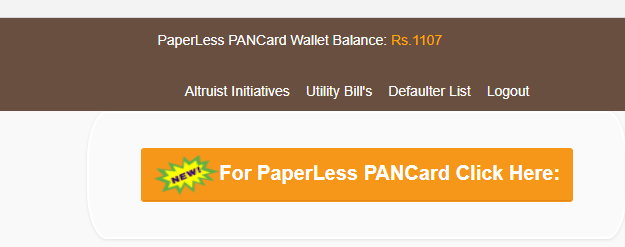 PaperLess PANCard Wallet Balance: Rs.1107
Altruist Initiatives Utility Bill's Defaulter List Logout
NEW! For PaperLess PANCard Click Here: